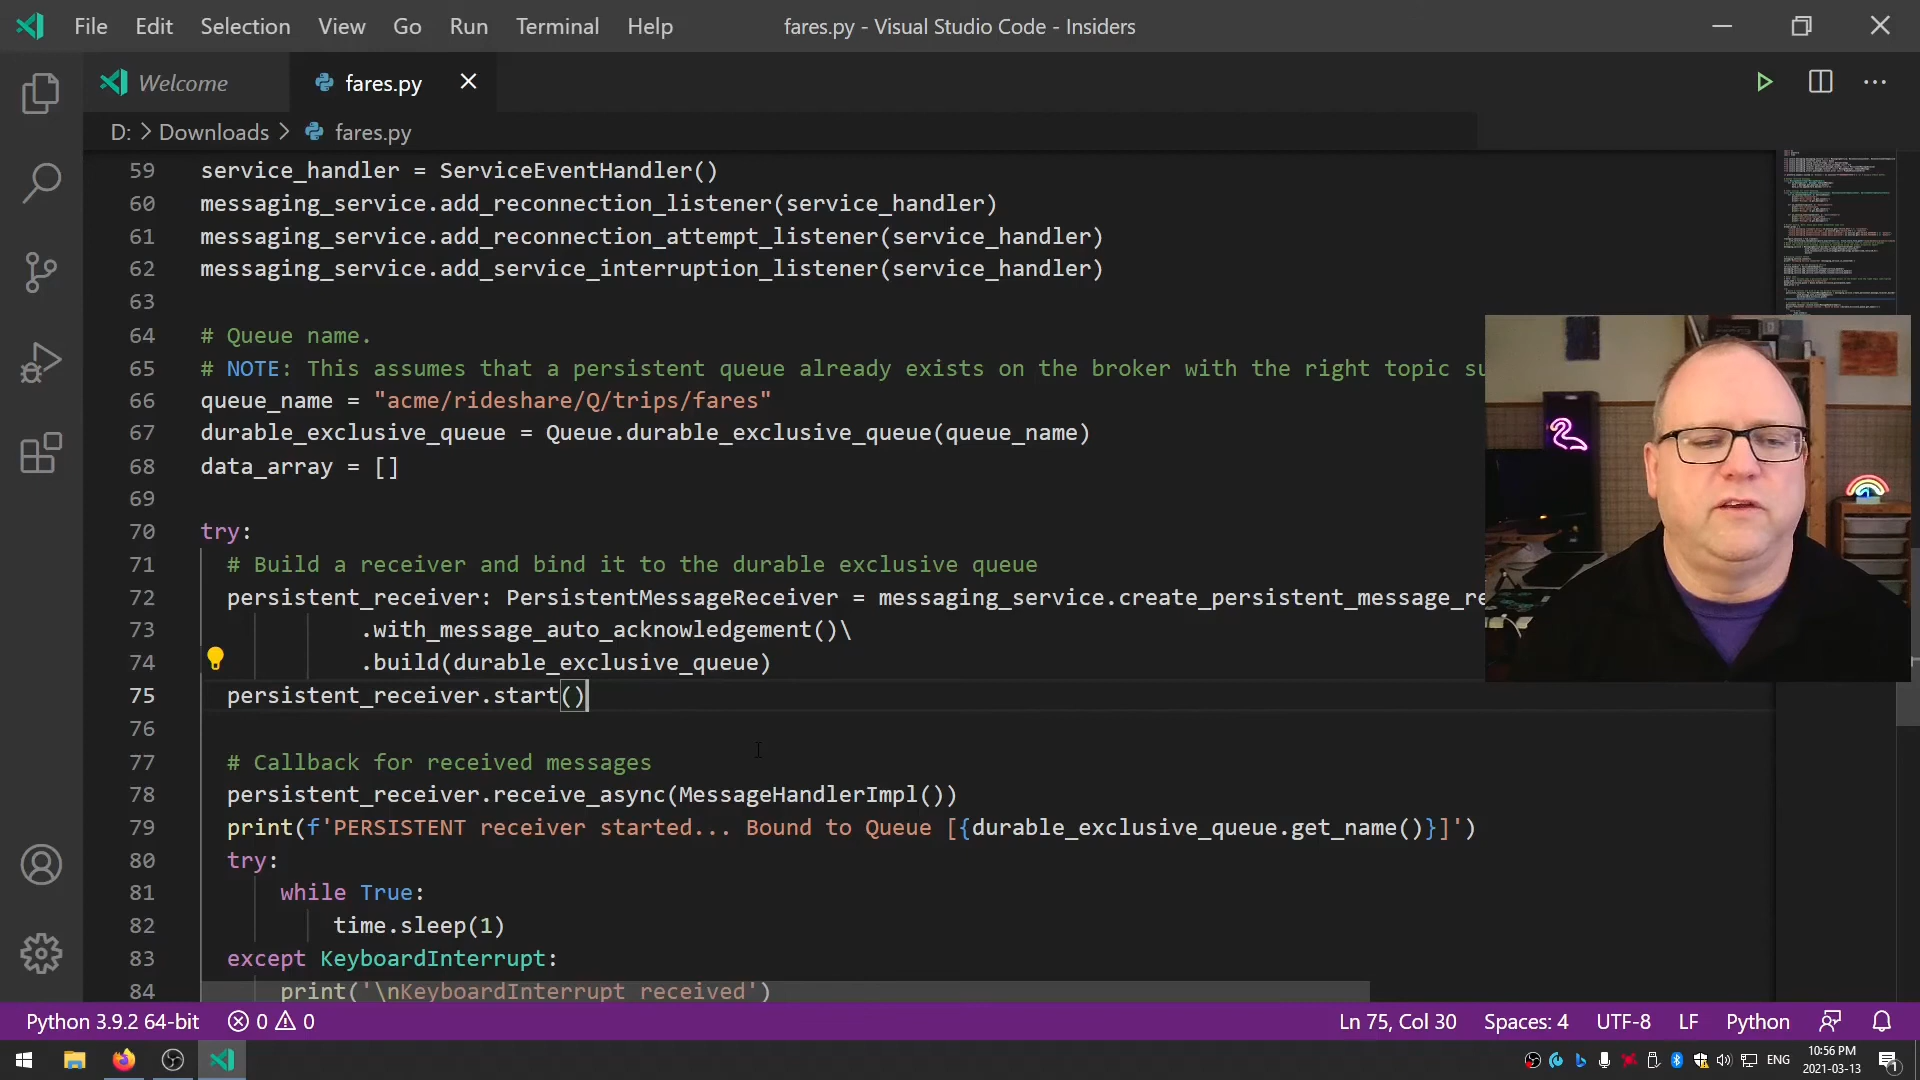 File Edit Selection View Go Run Terminal Help fares.py - Visual Studio Code - Insiders
Welcome fares.py
D: > Downloads > fares.py
59 service_handler = ServiceEventHandler()
60 messaging_service.add_reconnection_listener(service_handler)
61 messaging_service.add_reconnection_attempt_listener(service_handler)
62 messaging_service.add_service_interruption_listener(service_handler)
63
64 # Queue name.
65 # NOTE: This assumes that a persistent queue already exists on the broker with the right topic su
66 queue_name = "acme/rideshare/Q/trips/fares"
67 durable_exclusive_queue = Queue.durable_exclusive_queue(queue_name)
68 data_array = []
69
70 try:
71 # Build a receiver and bind it to the durable exclusive queue
72 persistent_receiver: PersistentMessageReceiver = messaging_service.create_persistent_message_re
73 .with_message_auto_acknowledgement()\
74 .build(durable_exclusive_queue)
75 persistent_receiver.start()
76
77 # Callback for received messages
78 persistent_receiver.receive_async(MessageHandlerImpl())
79 print(f'PERSISTENT receiver started... Bound to Queue [{durable_exclusive_queue.get_name()}]')
80 try:
81 while True:
82 time.sleep(1)
83 except KeyboardInterrupt:
84 print('\nKeyboardInterrupt received')
Python 3.9.2 64-bit 0 0 Ln 75, Col 30 Spaces: 4 UTF-8 LF Python
ENG 10:56 PM
2021-03-13 1